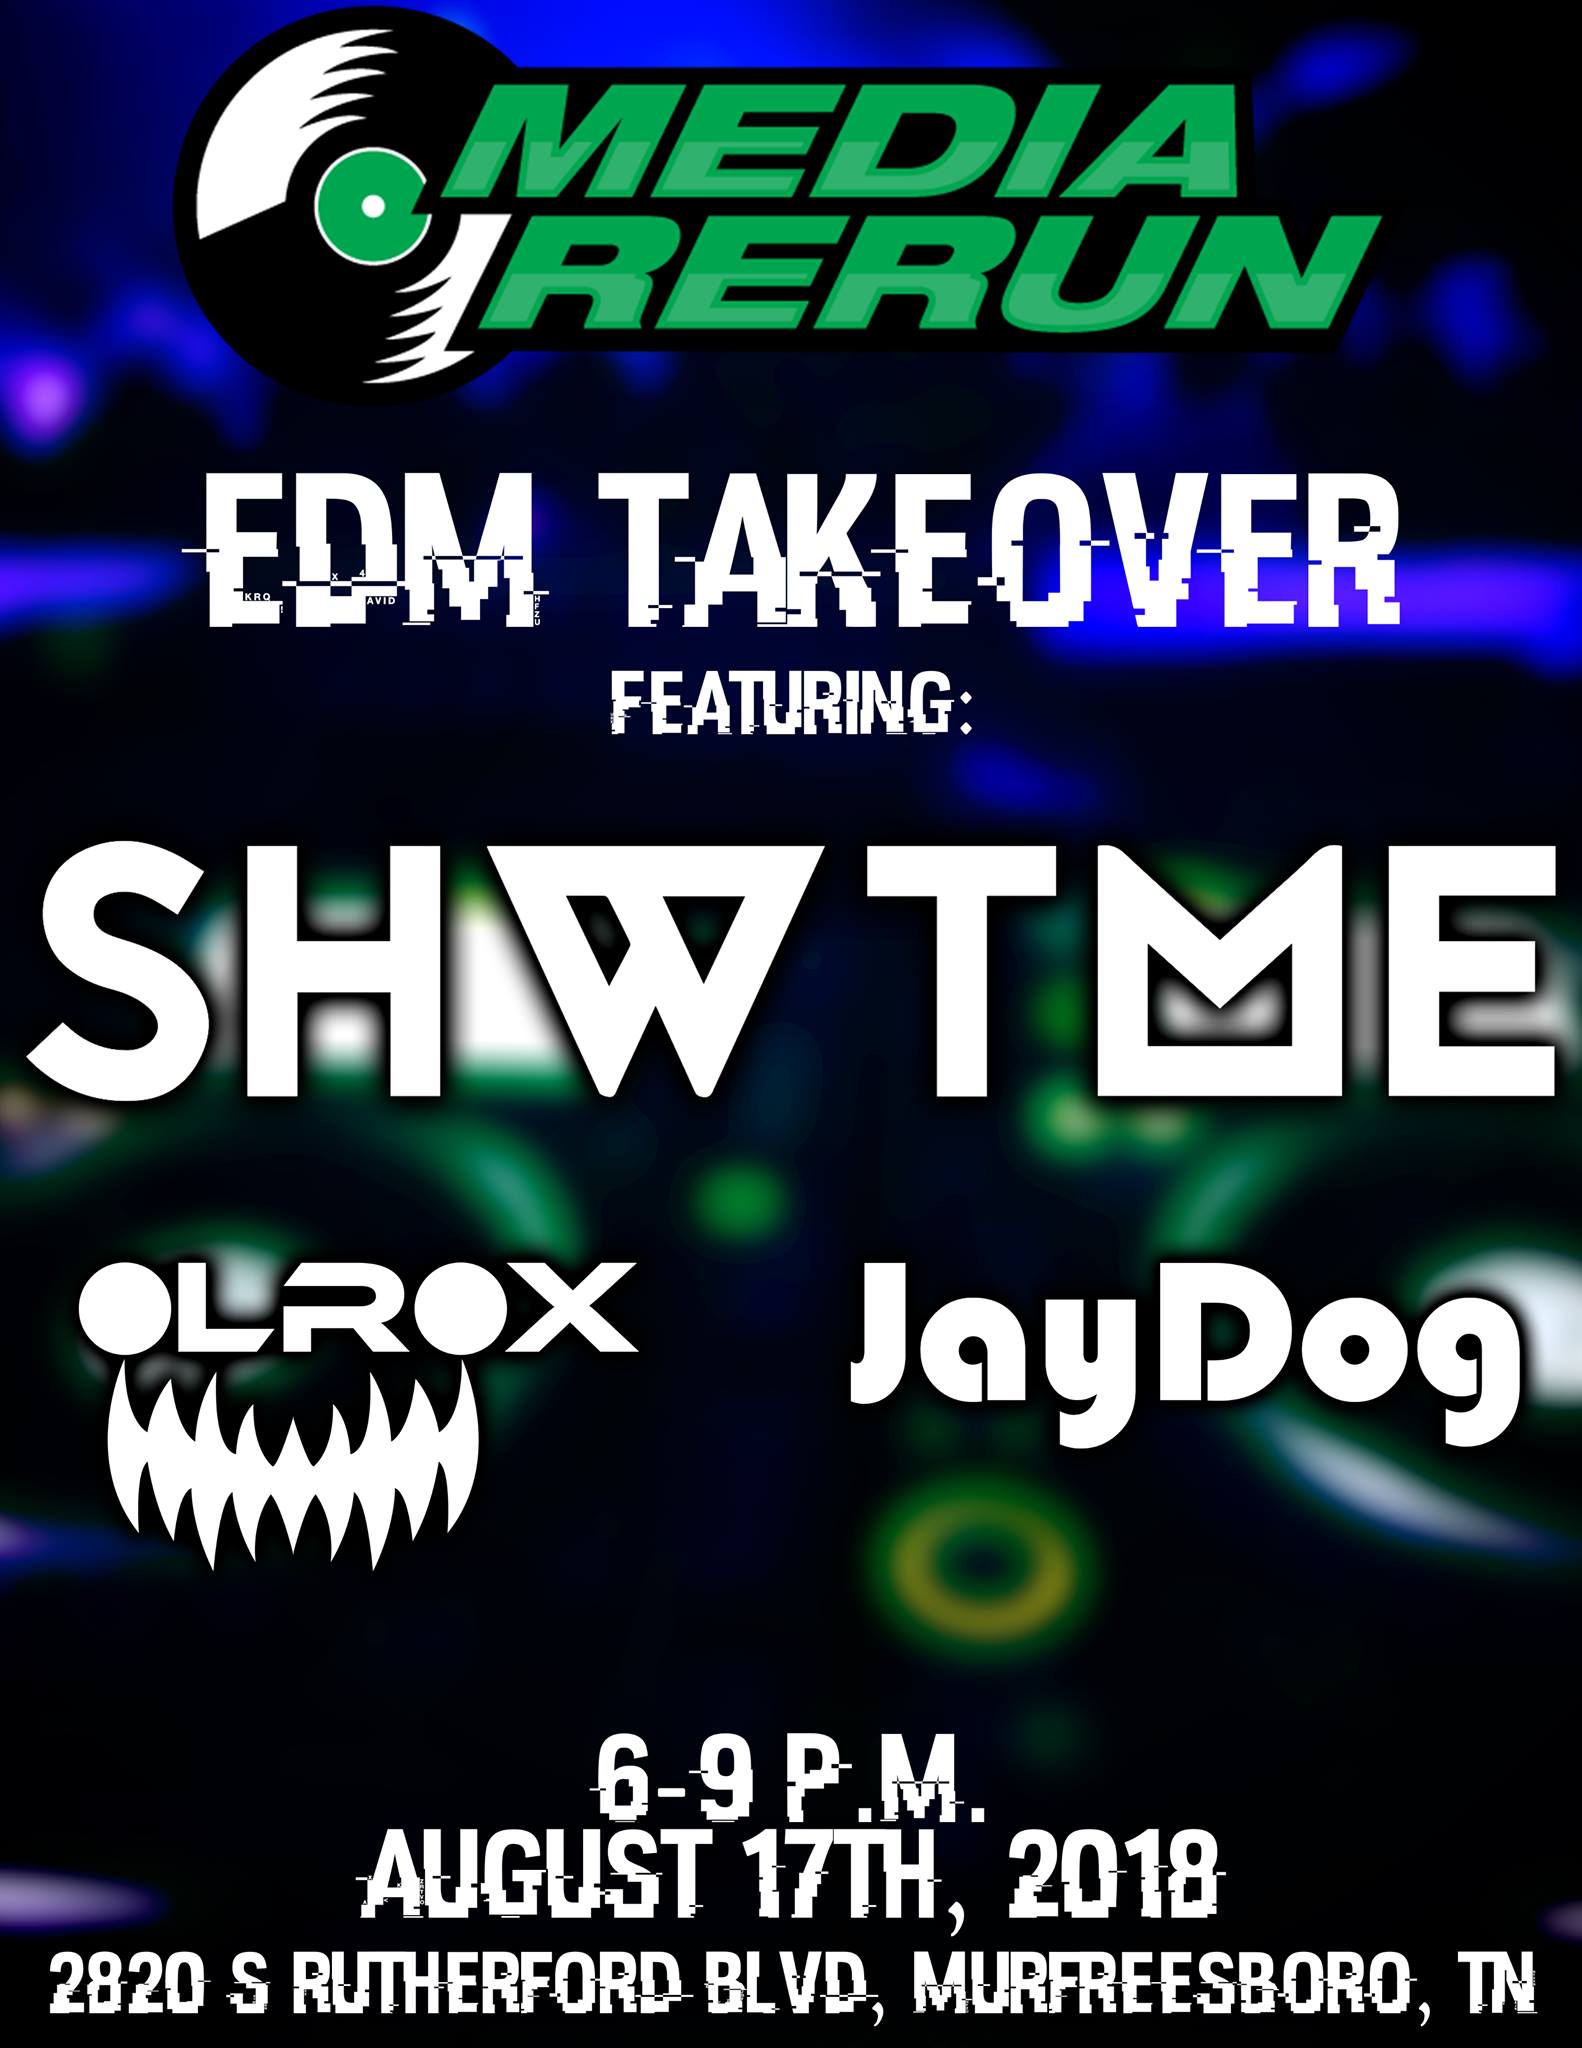 MEDIA
RERUN
EDM TAKEOVER
FEATURING:
SHWTME
OLROX
JayDog
6-9 P.M.
AUGUST 17TH, 2018
2820 S RUTHERFORD BLVD, MURFREESBORO, TN